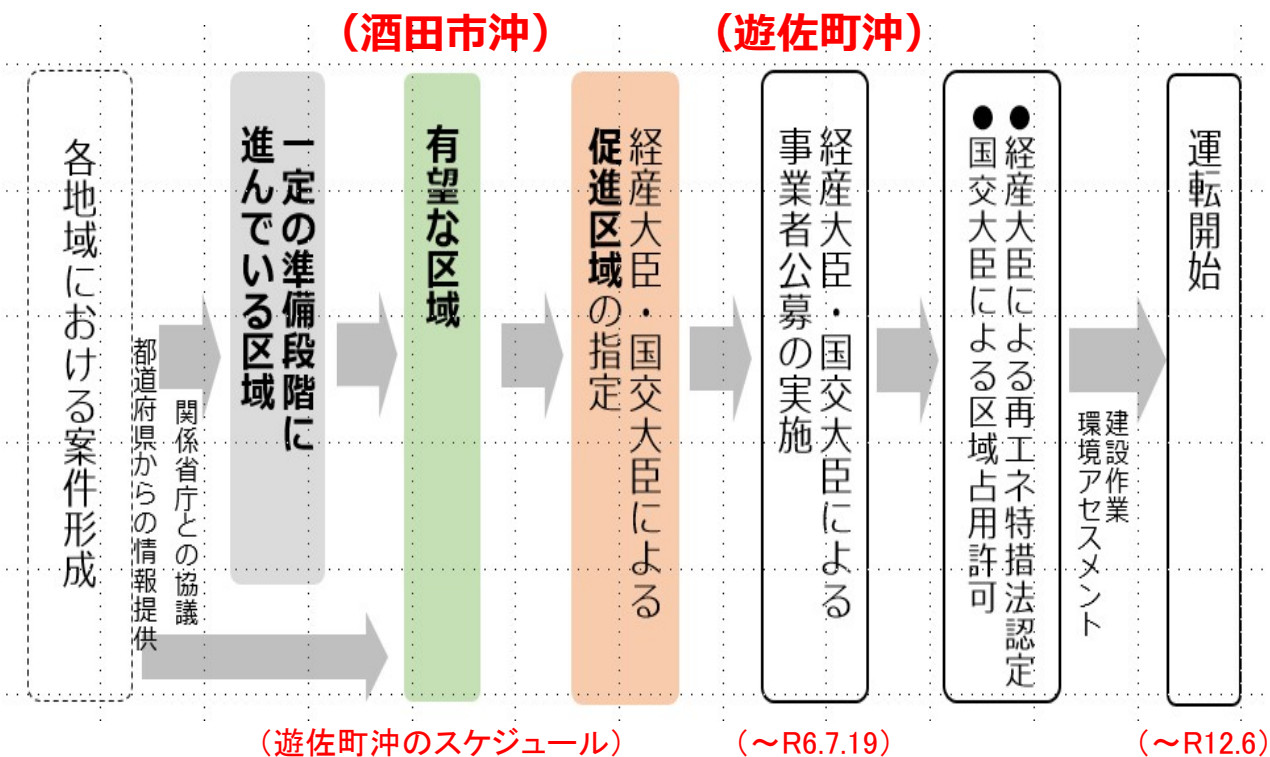 （酒田市沖）
（遊佐町沖）
各地域における案件形成
都道府県からの情報提供
関係省庁との協議
一定の準備段階に
進んでいる区域
有望な区域
経産大臣・国交大臣による
促進区域の指定
経産大臣・国交大臣による
事業者公募の実施
●経産大臣による再エネ特措法認定
●国交大臣による区域占用許可
建設作業
環境アセスメント
運転開始
（遊佐町沖のスケジュール）
（～R6.7.19）
（～R12.6）